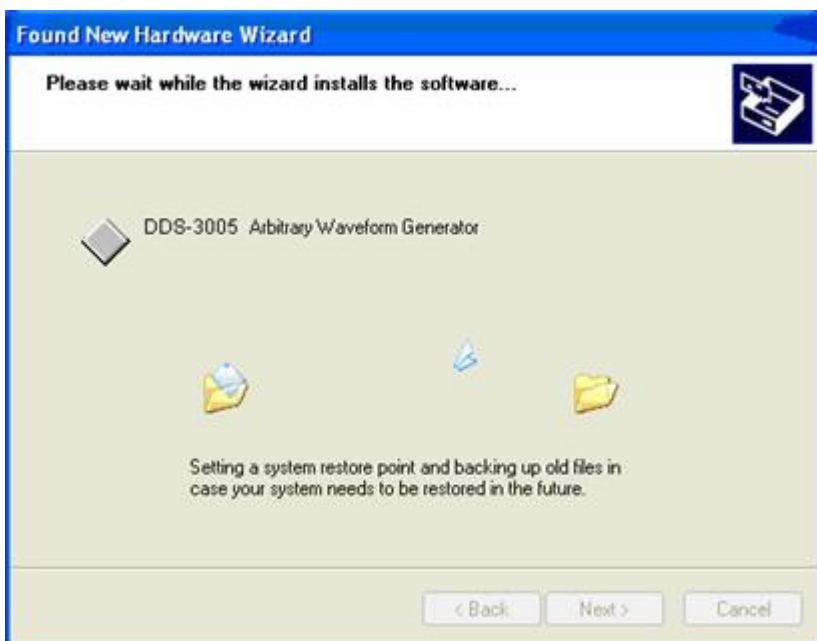 Found New Hardware Wizard
Please wait while the wizard installs the software...
DDS-3005 Arbitrary Waveform Generator
Setting a system restore point and backing up old files in
case your system needs to be restored in the future.
< Back Next > Cancel